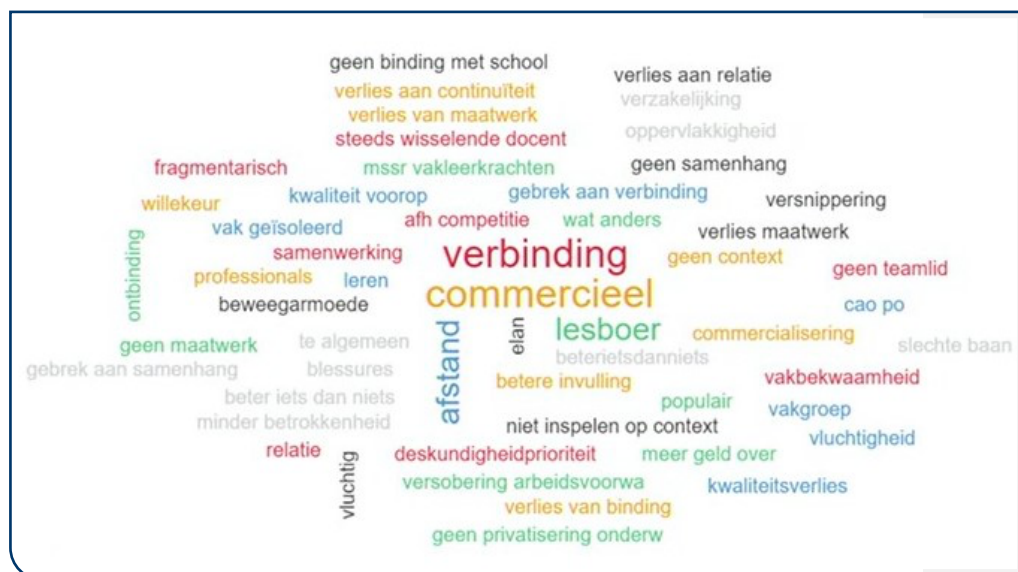 geen binding met school
verlies aan relatie
verlies aan continuïteit
verzakelijking
verlies van maatwerk
oppervlakkigheid
steeds wisselende docent
fragmentarisch
mssr vakleerkrachten
geen samenhang
willekeur
kwaliteit voorop
gebrek aan verbinding
versnippering
vak geïsoleerd
afh competitie
wat anders
verlies maatwerk
ontbinding
samenwerking
verbinding
geen context
geen teamlid
professionals
leren
commercieel
beweegarmoede
cao po
afstand
elan
lesboer
commercialisering
geen maatwerk
te algemeen
beterietsdanniets
slechte baan
gebrek aan samenhang
blessures
betere invulling
vakbekwaamheid
beter iets dan niets
populair
vakgroep
minder betrokkenheid
niet inspelen op context
vluchtigheid
relatie
vluchtig
deskundigheidprioriteit
meer geld over
versobering arbeidsvoorwa
kwaliteitsverlies
verlies van binding
geen privatisering onderw